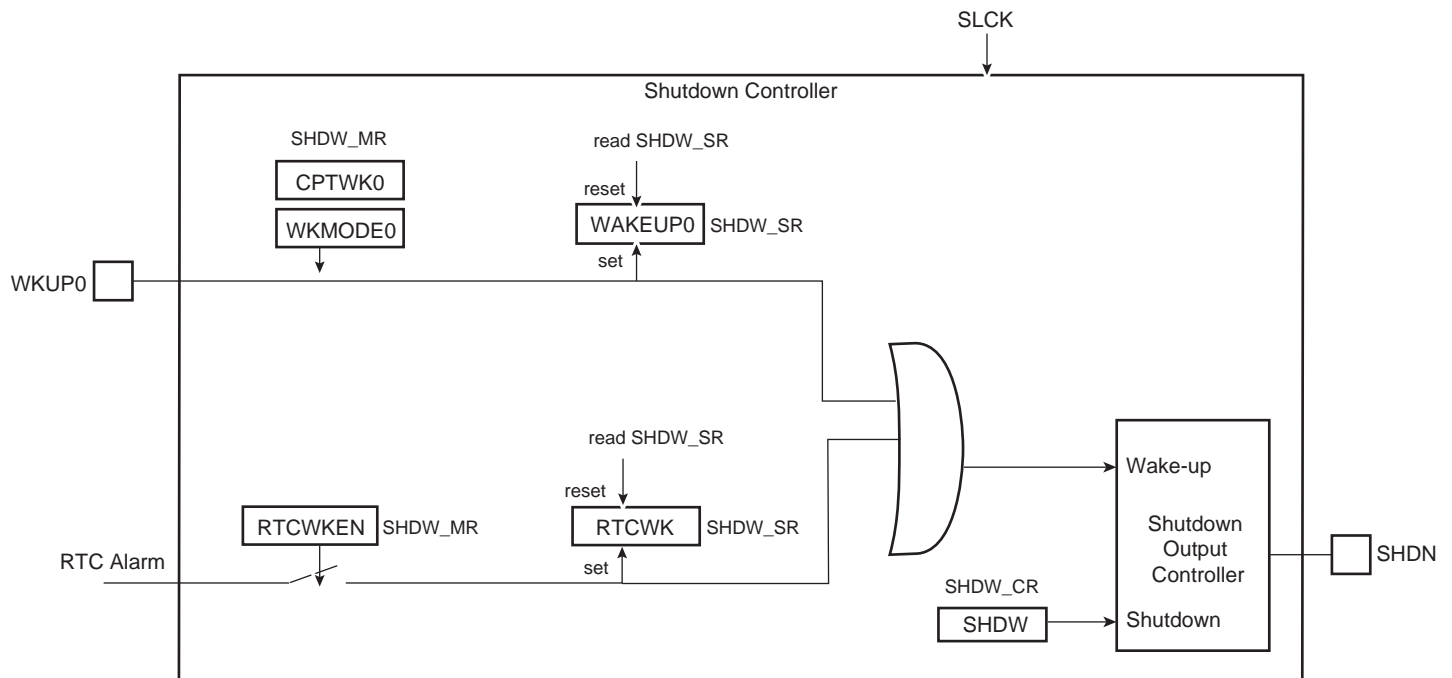 SLCK
Shutdown Controller
SHDW_MR
read SHDW_SR
CPTWK0
reset
WKMODE0
WAKEUP0
SHDW_SR
set
WKUP0
read SHDW_SR
Wake-up
reset
RTCWKEN
SHDW_MR
RTCWK
SHDW_SR
Shutdown
Output
Controller
SHDN
RTC Alarm
set
SHDW_CR
SHDW
Shutdown